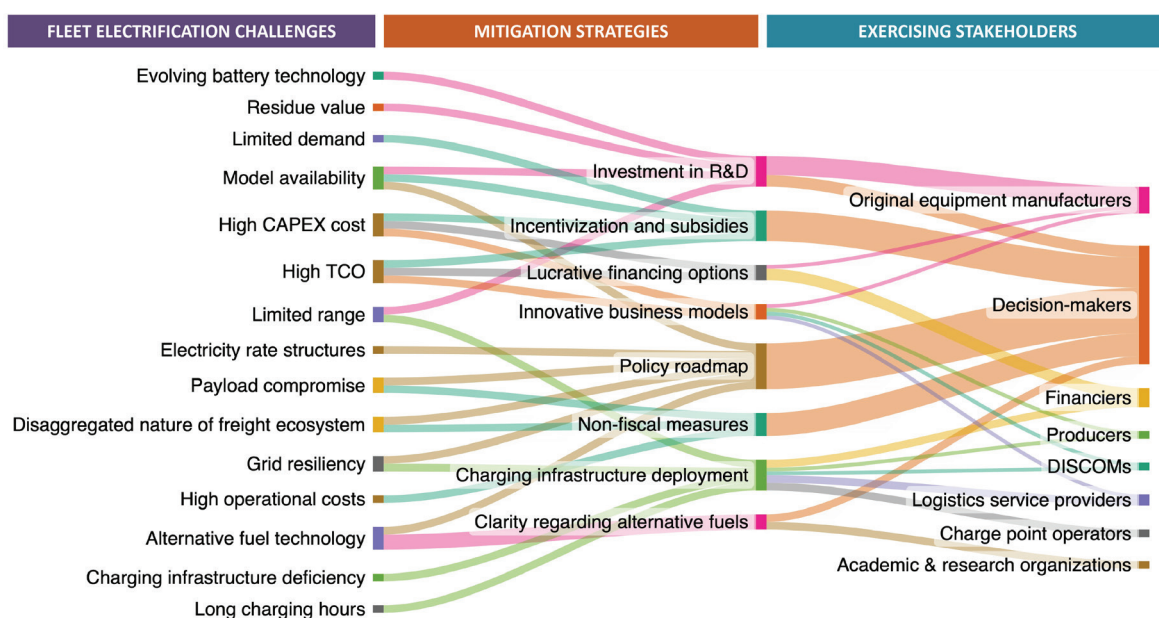 FLEET ELECTRIFICATION CHALLENGES
MITIGATION STRATEGIES
EXERCISING STAKEHOLDERS
Evolving battery technology
Residue value
Limited demand
Model availability
High CAPEX cost
High TCO
Limited range
Electricity rate structures
Payload compromise
Disaggregated nature of freight ecosystem
Grid resiliency
High operational costs
Alternative fuel technology
Charging infrastructure deficiency
Long charging hours
Investment in R&D
Incentivization and subsidies
Lucrative financing options
Innovative business models
Policy roadmap
Non-fiscal measures
Charging infrastructure deployment
Clarity regarding alternative fuels
Original equipment manufacturers
Decision-makers
Financiers
Producers
DISCOMs
Logistics service providers
Charge point operators
Academic & research organizations